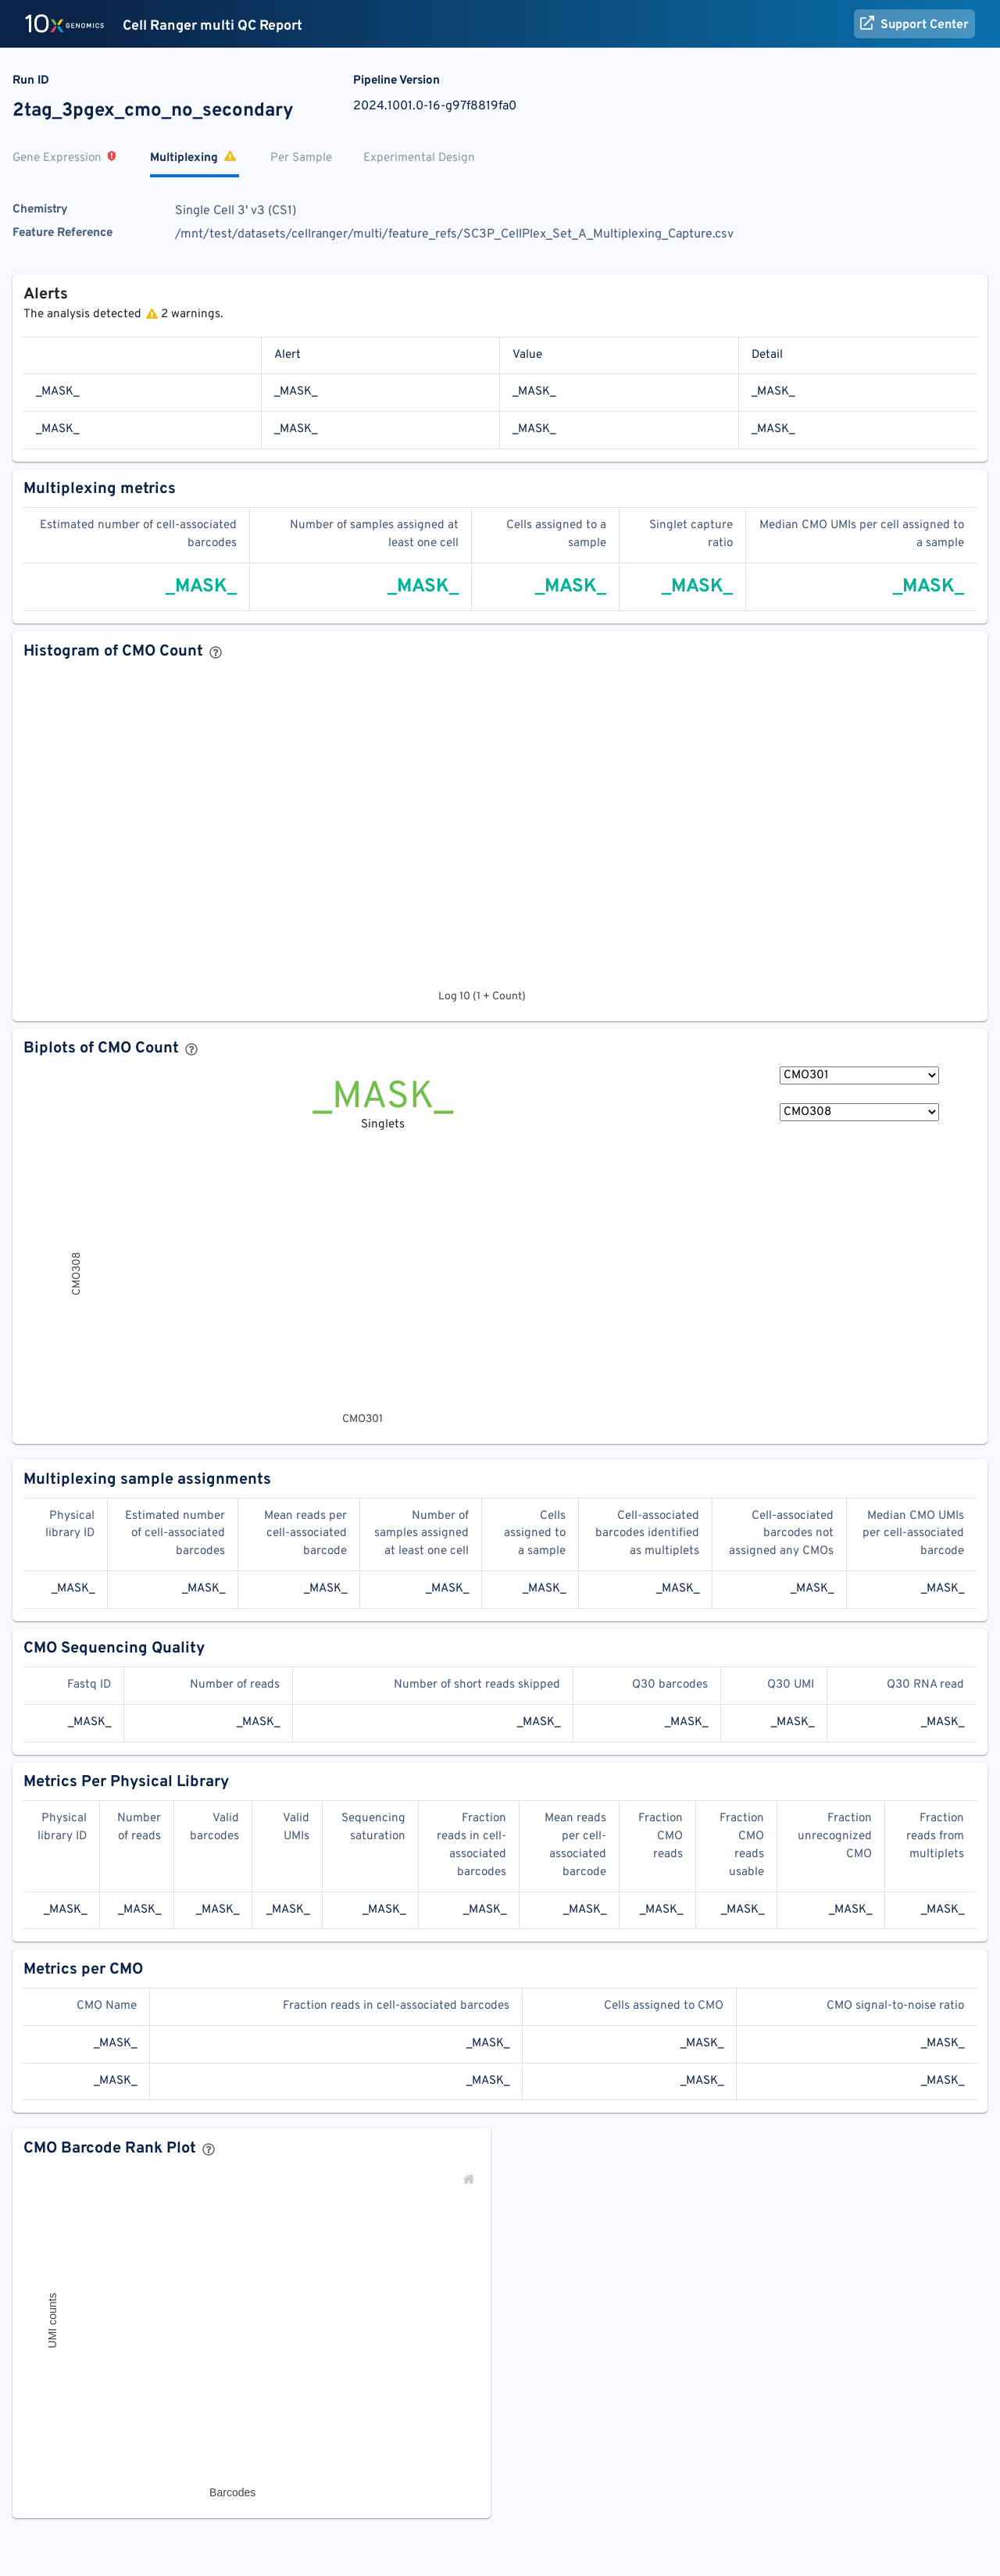 10x GENOMICS Cell Ranger multi QC Report Support Center
Run ID Pipeline Version
2tag_3pgex_cmo_no_secondary 2024.1001.0-16-g97f8819fa0
Gene Expression Multiplexing Per Sample Experimental Design
Chemistry Single Cell 3' v3 (CS1)
Feature Reference /mnt/test/datasets/cellranger/multi/feature_refs/SC3P_CellPlex_Set_A_Multiplexing_Capture.csv
Alerts
The analysis detected 2 warnings.
Alert Value Detail
_MASK_ _MASK_ _MASK_ _MASK_
_MASK_ _MASK_ _MASK_ _MASK_
Multiplexing metrics
Estimated number of cell-associated Number of samples assigned at Cells assigned to a Singlet capture Median CMO UMIs per cell assigned to
barcodes least one cell sample ratio a sample
_MASK_ _MASK_ _MASK_ _MASK_ _MASK_
Histogram of CMO Count
Log 10 (1 + Count)
Biplots of CMO Count
_MASK_ CMO301
Singlets CMO308
CMO308
CMO301
Multiplexing sample assignments
Physical Estimated number Mean reads per Number of Cells Cell-associated Cell-associated Median CMO UMIs
library ID of cell-associated cell-associated samples assigned assigned to barcodes identified barcodes not per cell-associated
barcodes barcode at least one cell a sample as multiplets assigned any CMOs barcode
_MASK_ _MASK_ _MASK_ _MASK_ _MASK_ _MASK_ _MASK_ _MASK_
CMO Sequencing Quality
Fastq ID Number of reads Number of short reads skipped Q30 barcodes Q30 UMI Q30 RNA read
_MASK_ _MASK_ _MASK_ _MASK_ _MASK_ _MASK_
Metrics Per Physical Library
Physical Number Valid Valid Sequencing Fraction Mean reads Fraction Fraction Fraction Fraction
library ID of reads barcodes UMIs saturation reads in cell- per cell- CMO CMO unrecognized reads from
associated associated reads reads CMO multiplets
barcodes barcode usable
_MASK_ _MASK_ _MASK_ _MASK_ _MASK_ _MASK_ _MASK_ _MASK_ _MASK_ _MASK_ _MASK_
Metrics per CMO
CMO Name Fraction reads in cell-associated barcodes Cells assigned to CMO CMO signal-to-noise ratio
_MASK_ _MASK_ _MASK_ _MASK_
_MASK_ _MASK_ _MASK_ _MASK_
CMO Barcode Rank Plot
UMI counts
Barcodes